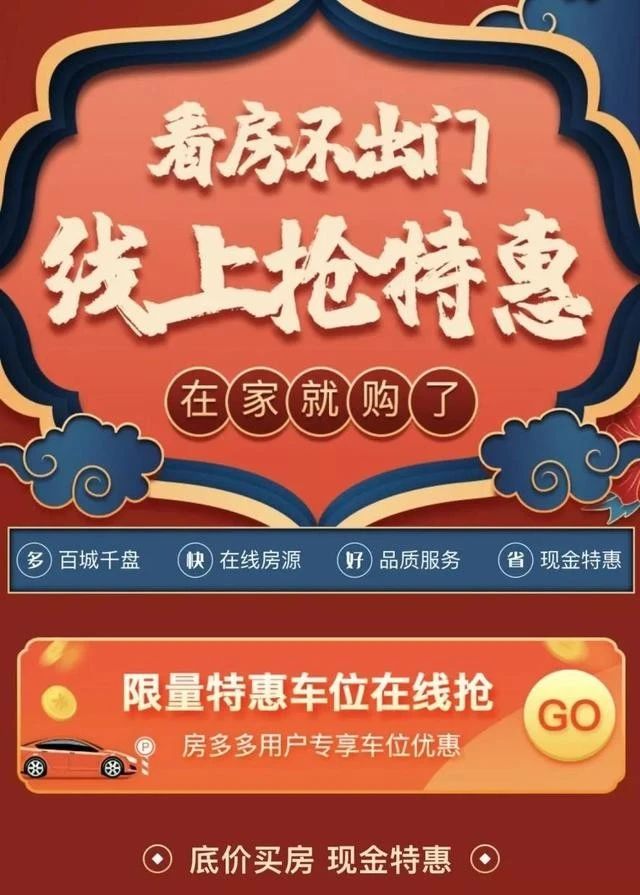 看房不出门
线上抢特惠
在家就购了
多 百城千盘 快 在线房源 好 品质服务 省 现金特惠
限量特惠车位在线抢
GO
房多多用户专享车位优惠
P
底价买房 现金特惠